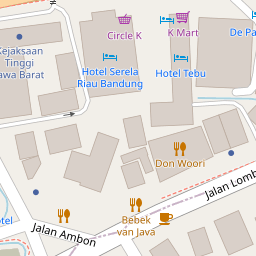 Circle K
K Mart
De Pa
Kejaksaan
Tinggi
awa Barat
Hotel Serela
Riau Bandung
Hotel Tebu
Don Woori
Jalan Lomb
otel
Bebek
van Java
Jalan Ambon